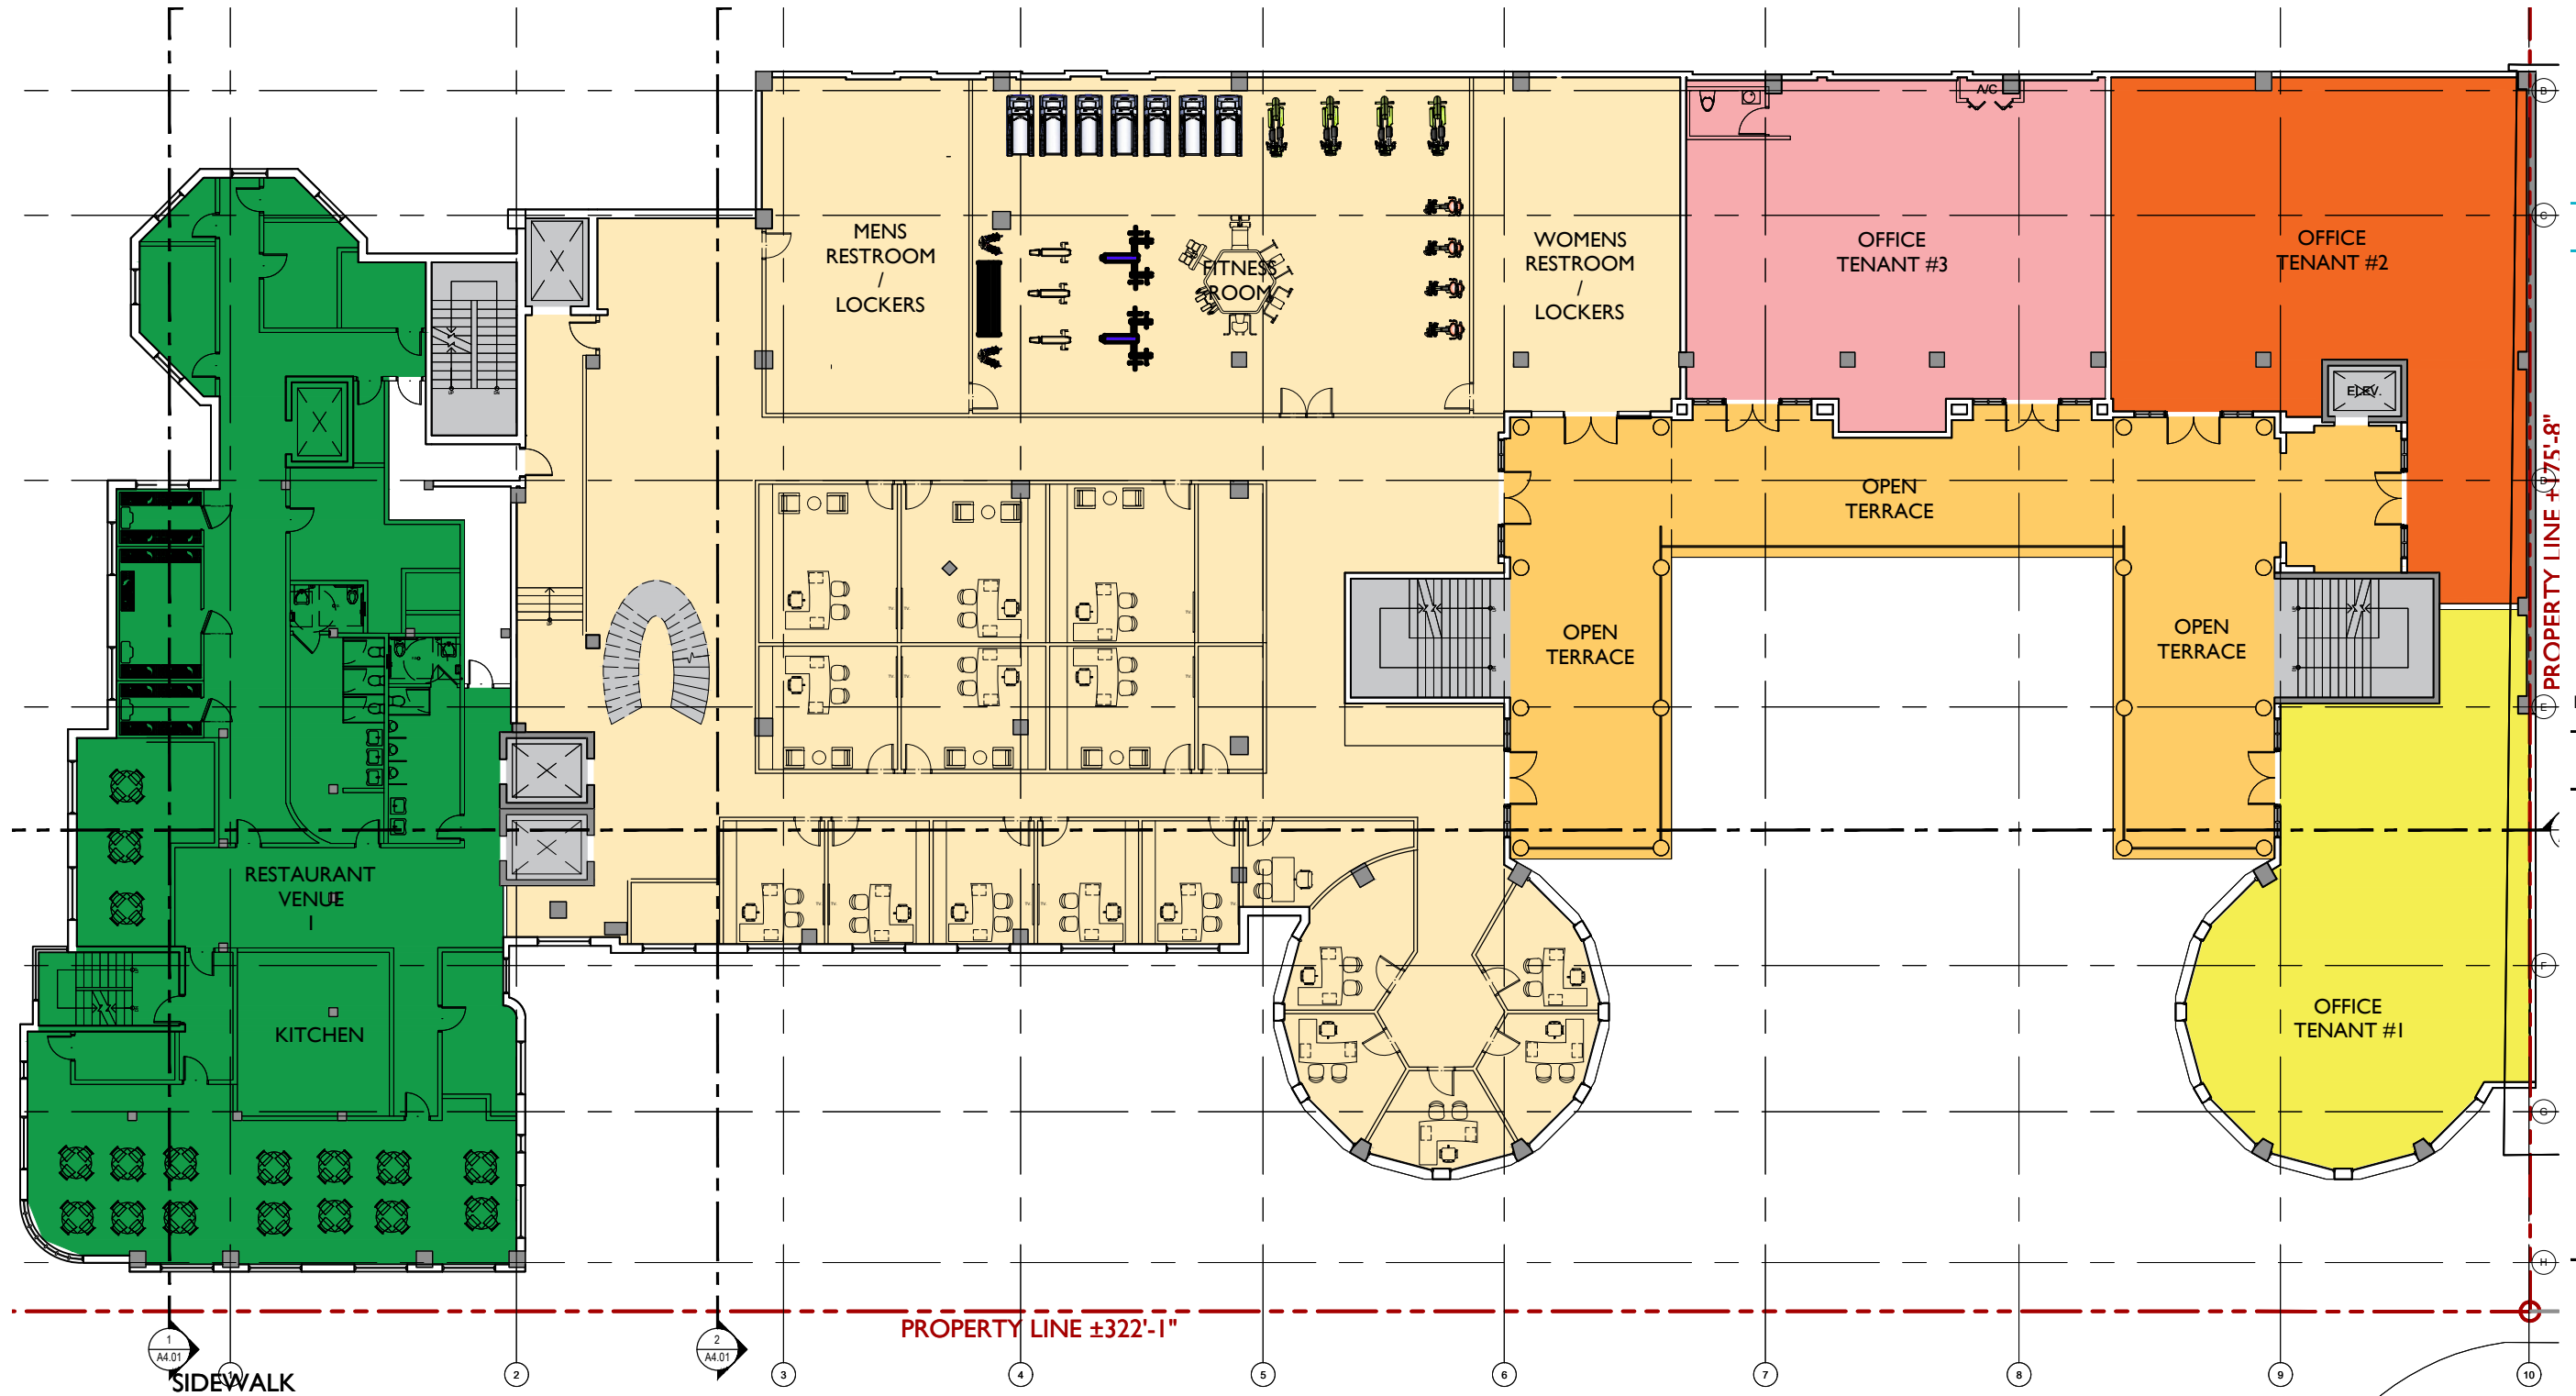 MENS
RESTROOM
/
LOCKERS
FITNESS
ROOM
WOMENS
RESTROOM
/
LOCKERS
OFFICE
TENANT #3
A/C
OFFICE
TENANT #2
ELEV.
OPEN
TERRACE
OPEN
TERRACE
OPEN
TERRACE
RESTAURANT
VENUE
I
KITCHEN
OFFICE
TENANT #1
PROPERTY LINE ±175'-8"
PROPERTY LINE ±322'-1"
B
C
D
E
F
G
H
1
A4.01
2
A4.01
SIDEWALK
1
2
3
4
5
6
7
8
9
10